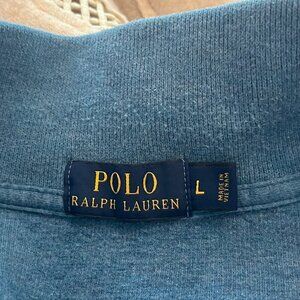 POLO
RALPH LAUREN
L
MADE IN
VIETNAM